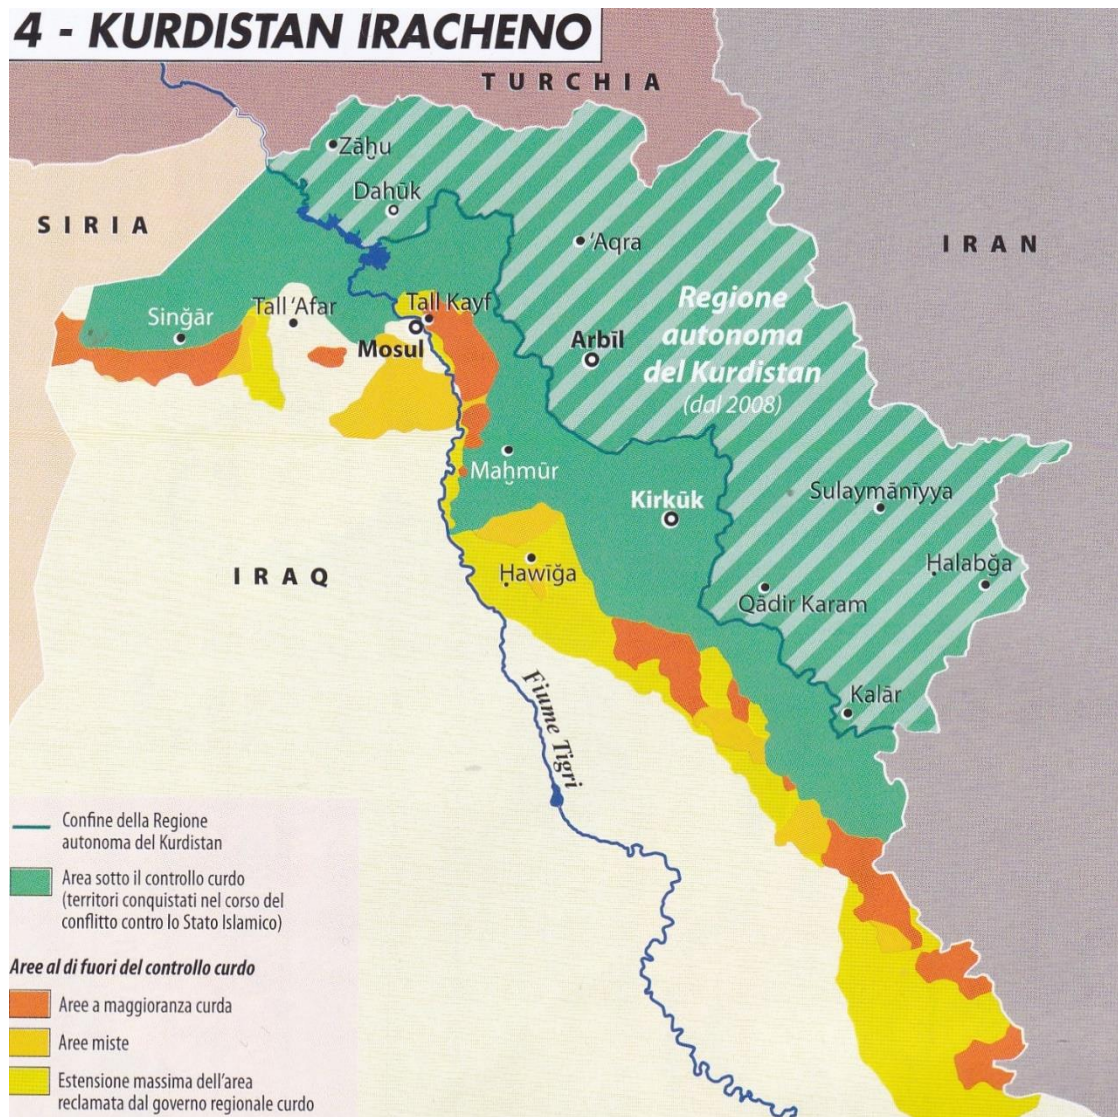 4 - KURDISTAN IRACHENO
TURCHIA
Zāḫu
Dahūk
SIRIA
'Aqra
IRAN
Tall 'Afar
Tall Kayf
Singǧār
Mosul
Arbīl
Regione
autonoma
del Kurdistan
(dal 2008)
Maḫmūr
Kirkūk
Sulaymānīyya
IRAQ
Ḥawīǧa
Ḥalabǧa
Qādir Karam
Kalār
Fiume Tigri
Confine della Regione
autonoma del Kurdistan
Area sotto il controllo curdo
(territori conquistati nel corso del
conflitto contro lo Stato Islamico)
Aree al di fuori del controllo curdo
Aree a maggioranza curda
Aree miste
Estensione massima dell'area
reclamata dal governo regionale curdo